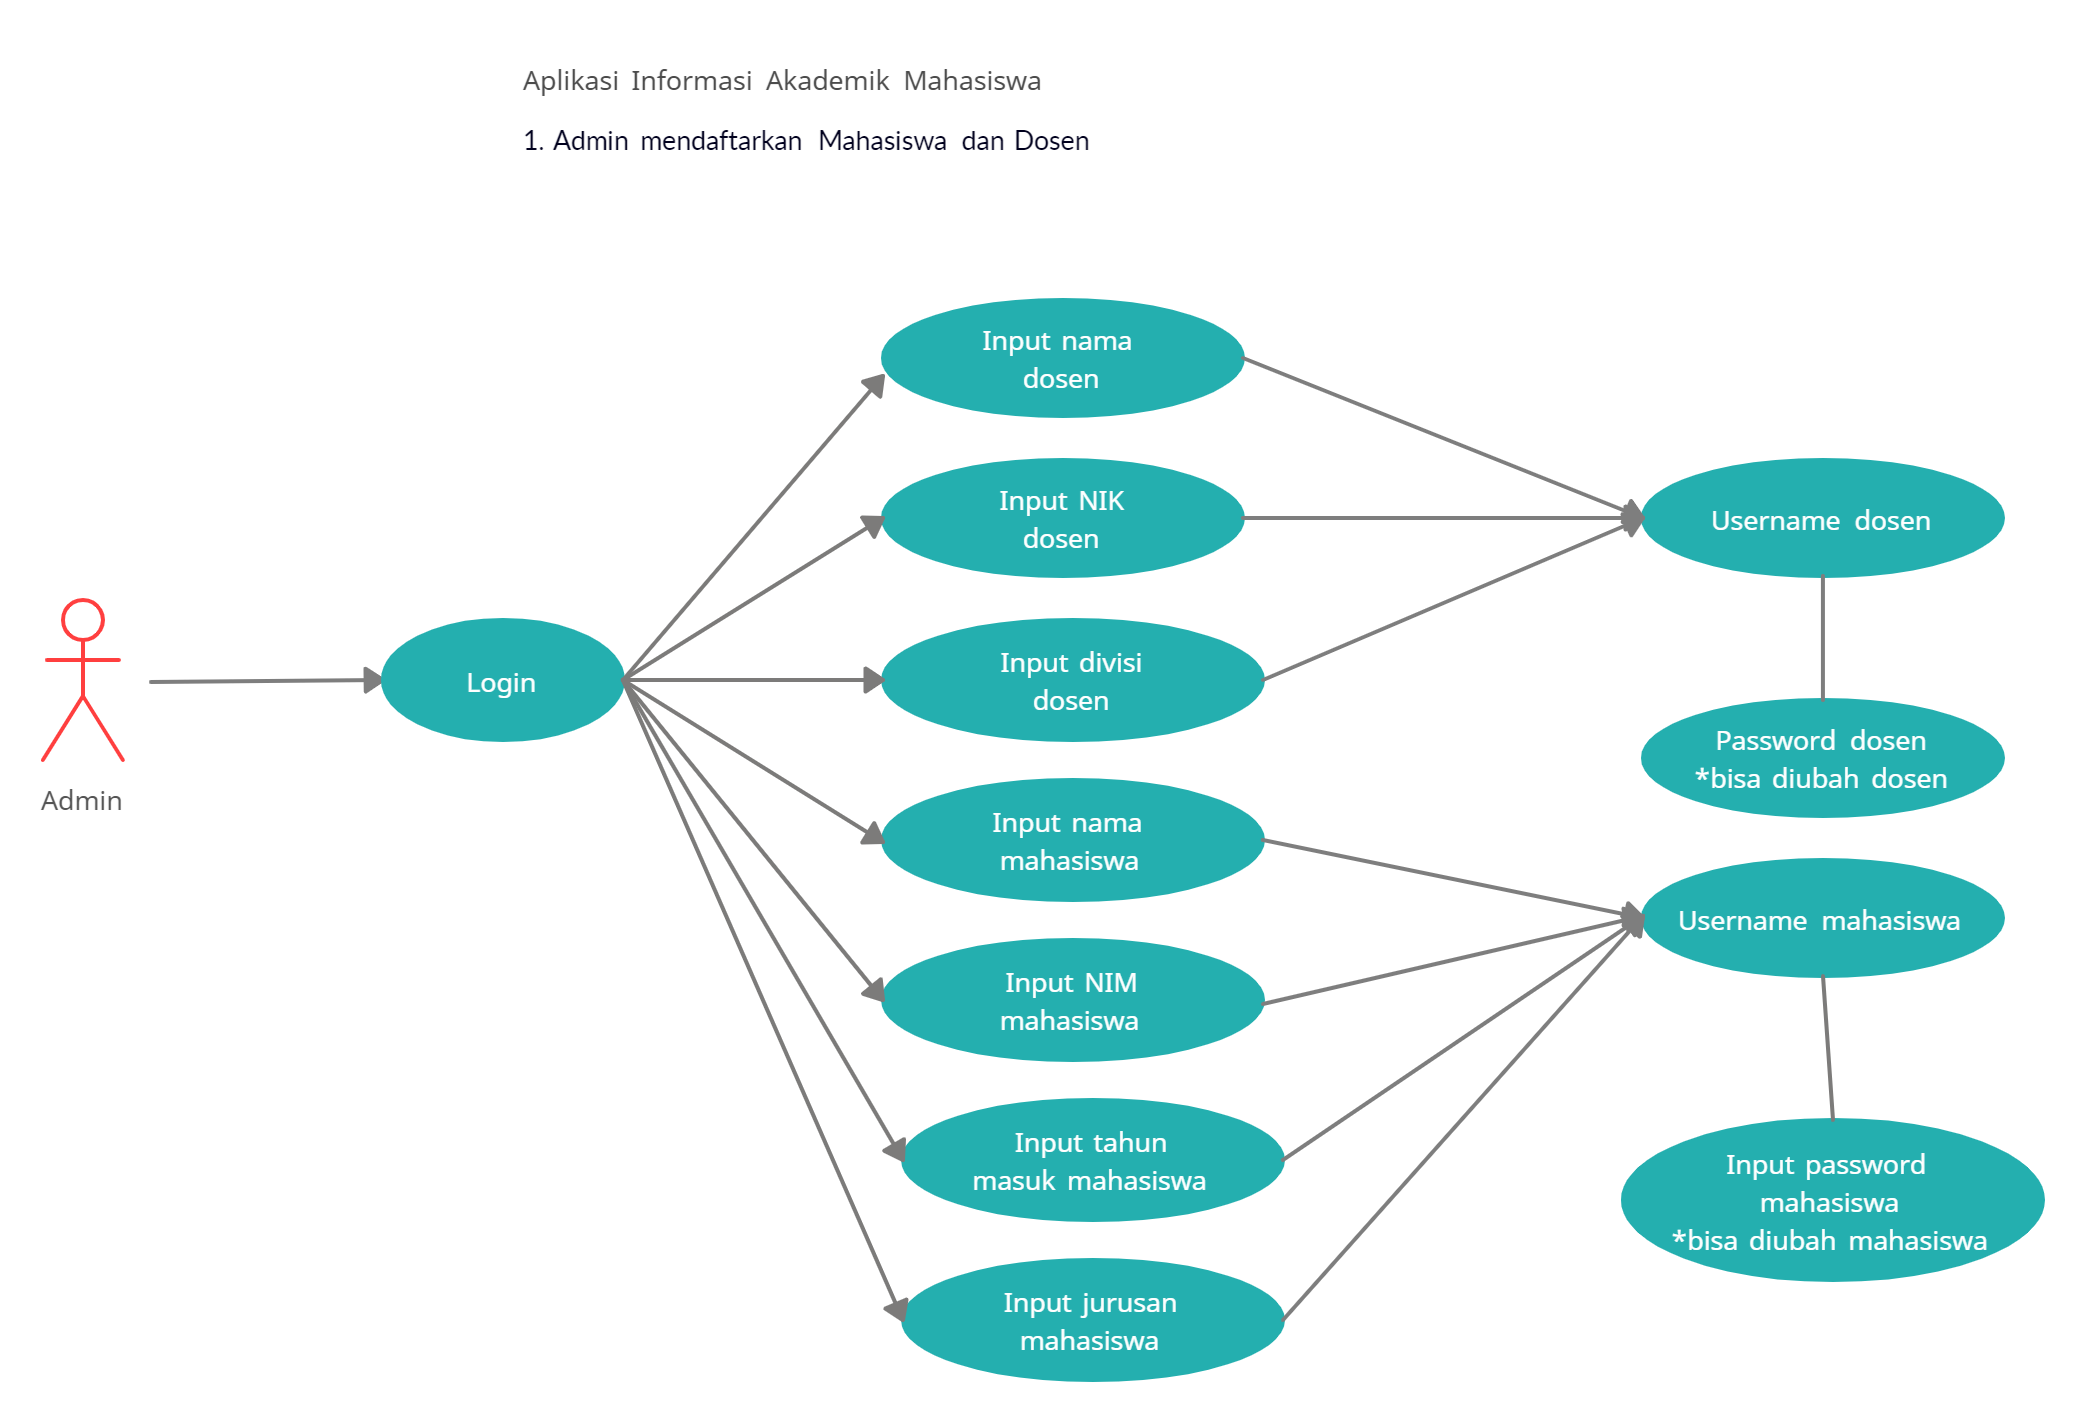 Aplikasi Informasi Akademik Mahasiswa
1. Admin mendaftarkan Mahasiswa dan Dosen
Input nama
dosen
Input NIK
dosen
Username dosen
Login
Input divisi
dosen
Password dosen
*bisa diubah dosen
Admin
Input nama
mahasiswa
Username mahasiswa
Input NIM
mahasiswa
Input tahun
masuk mahasiswa
Input password
mahasiswa
*bisa diubah mahasiswa
Input jurusan
mahasiswa